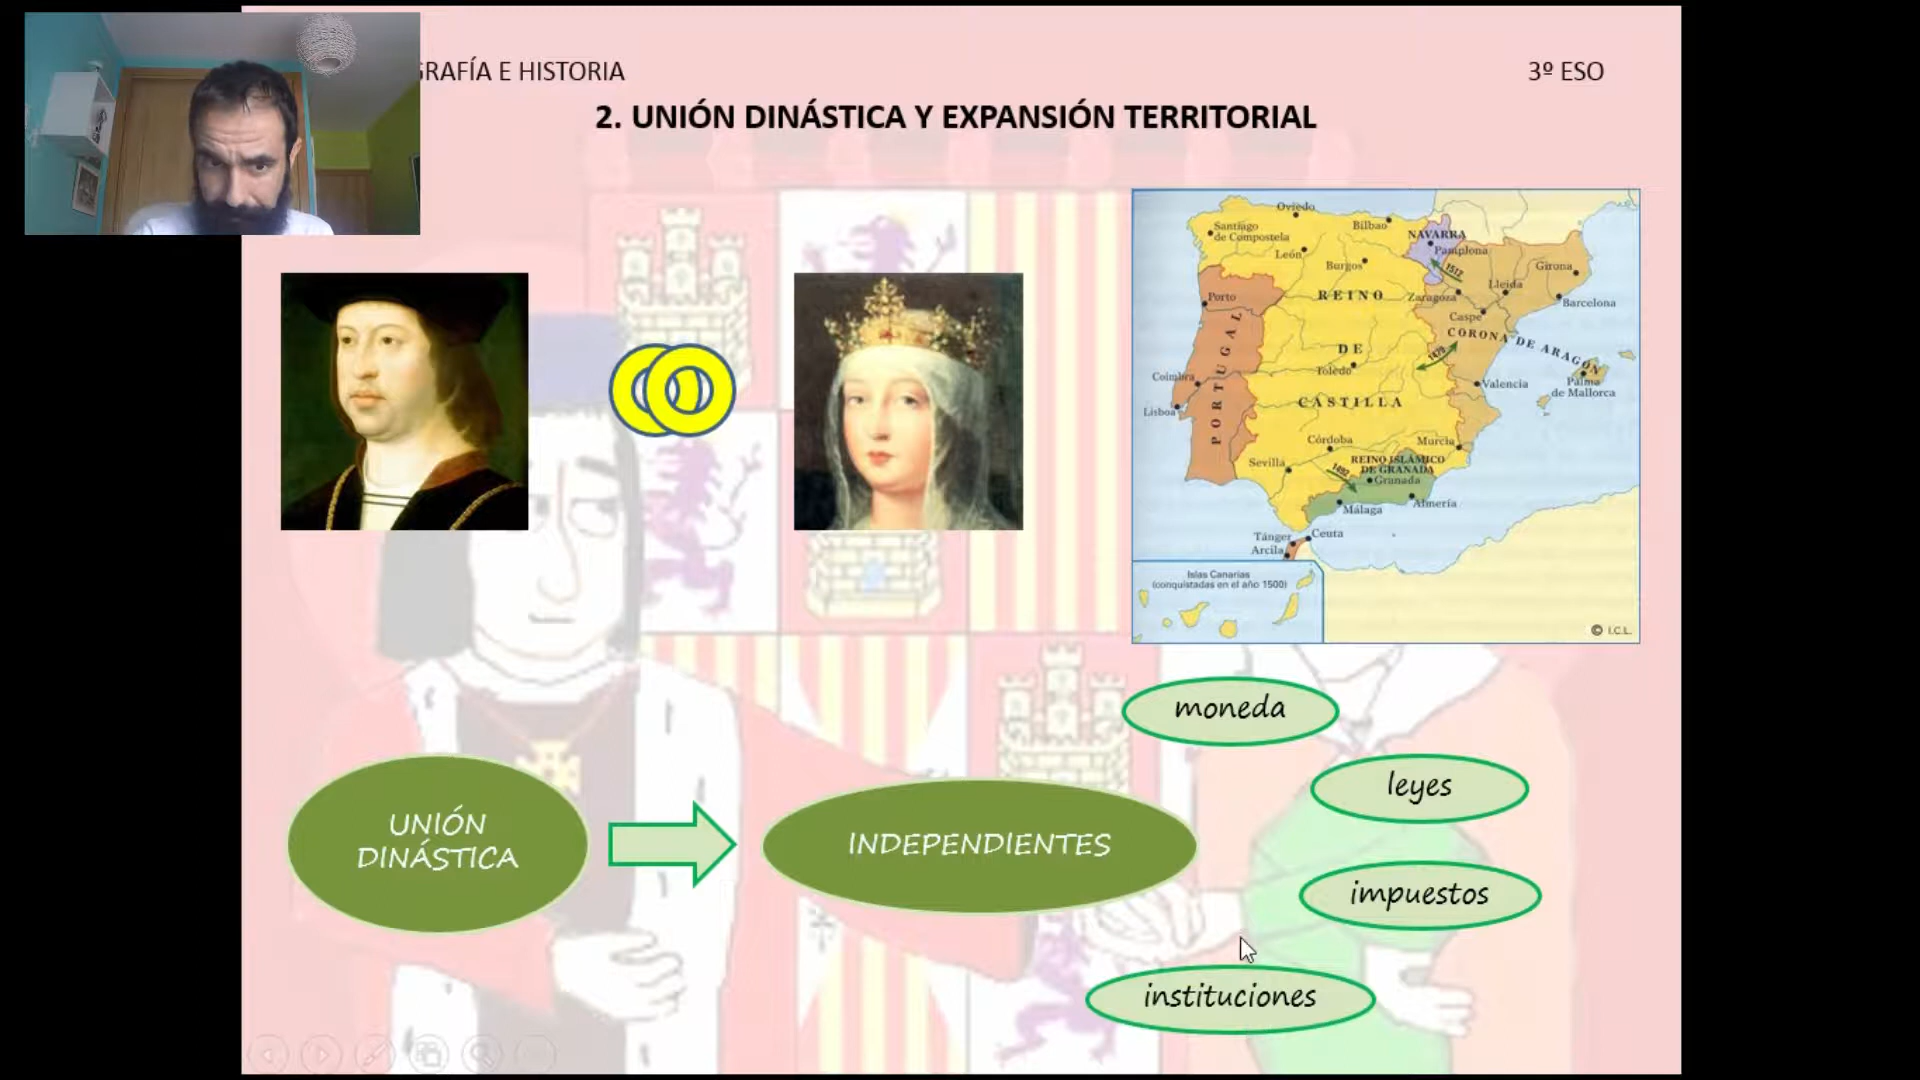 GRAFÍA E HISTORIA
3º ESO
2. UNIÓN DINÁSTICA Y EXPANSIÓN TERRITORIAL
Oviedo
Santiago
de Compostela
Bilbao
NAVARRA
Pamplona
León
Burgos
1512
Girona
Lleida
Porto
REINO
Zaragoza
Barcelona
Caspe
CORONA DE ARAGÓN
PORTUGAL
DE
1479
Toledo
Coimbra
Valencia
Palma
de Mallorca
Lisboa
CASTILLA
Córdoba
Murcia
Sevilla
REINO ISLÁMICO
DE GRANADA
1492
Granada
Almería
Málaga
Tánger
Ceuta
Arcila
Islas Canarias
(conquistadas en el año 1500)
© I.C.L.
moneda
leyes
UNIÓN
DINÁSTICA
INDEPENDIENTES
impuestos
instituciones